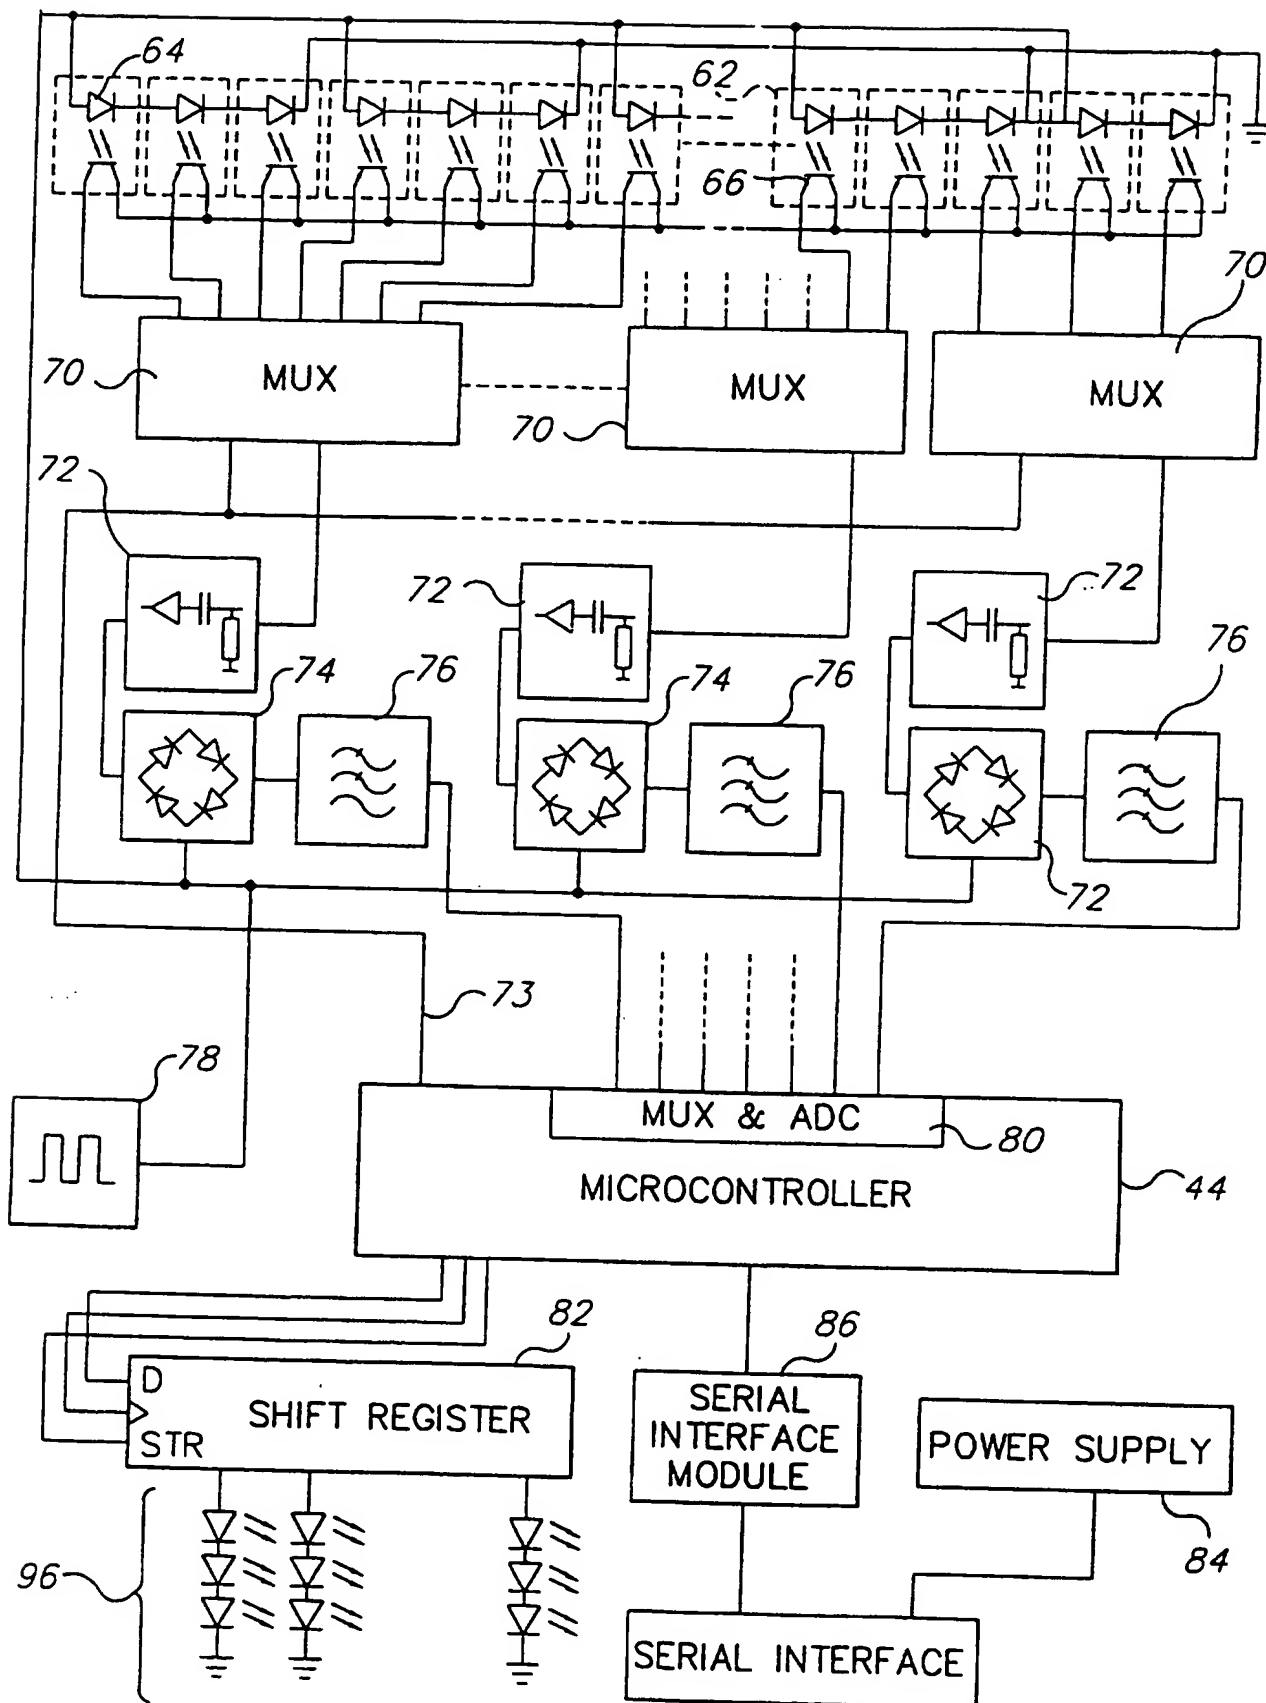 64
62
66
70
MUX
70
MUX
70
MUX
72
72
72
74
76
74
76
76
72
73
78
MUX & ADC
80
MICROCONTROLLER
44
82
D
SHIFT REGISTER
STR
86
SERIAL
INTERFACE
MODULE
POWER SUPPLY
84
96
SERIAL INTERFACE